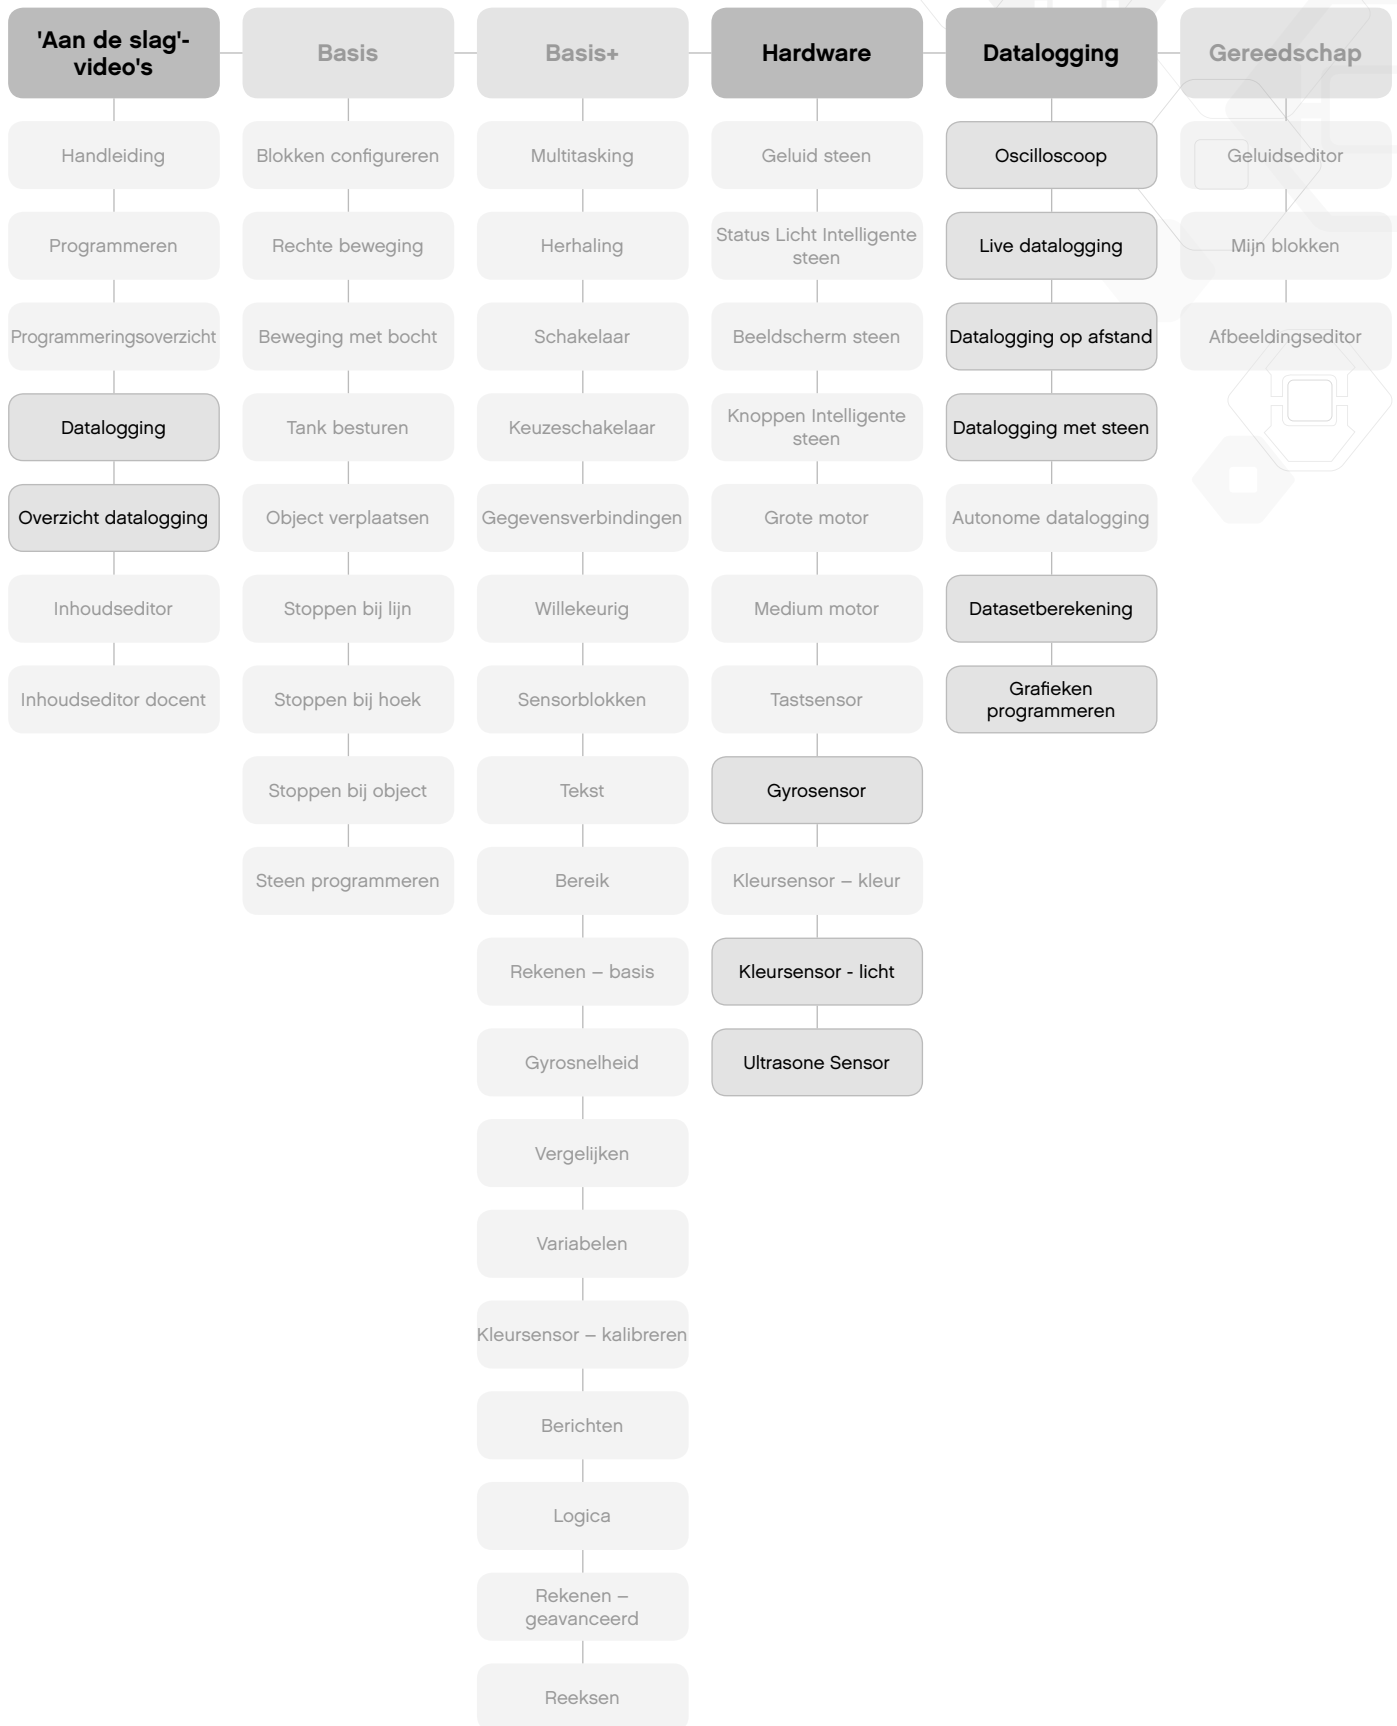 'Aan de slag'-
video's
Handleiding
Programmeren
Programmeringsoverzicht
Datalogging
Overzicht datalogging
Inhoudseditor
Inhoudseditor docent
Basis
Blokken configureren
Rechte beweging
Beweging met bocht
Tank besturen
Object verplaatsen
Stoppen bij lijn
Stoppen bij hoek
Stoppen bij object
Steen programmeren
Basis+
Multitasking
Herhaling
Schakelaar
Keuzeschakelaar
Gegevensverbindingen
Willekeurig
Sensorblokken
Tekst
Bereik
Rekenen – basis
Gyrosnelheid
Vergelijken
Variabelen
Kleursensor – kalibreren
Berichten
Logica
Rekenen –
geavanceerd
Reeksen
Hardware
Geluid steen
Status Licht Intelligente
steen
Beeldscherm steen
Knoppen Intelligente
steen
Grote motor
Medium motor
Tastsensor
Gyrosensor
Kleursensor – kleur
Kleursensor - licht
Ultrasone Sensor
Datalogging
Oscilloscoop
Live datalogging
Datalogging op afstand
Datalogging met steen
Autonome datalogging
Datasetberekening
Grafieken
programmeren
Gereedschap
Geluidseditor
Mijn blokken
Afbeeldingseditor